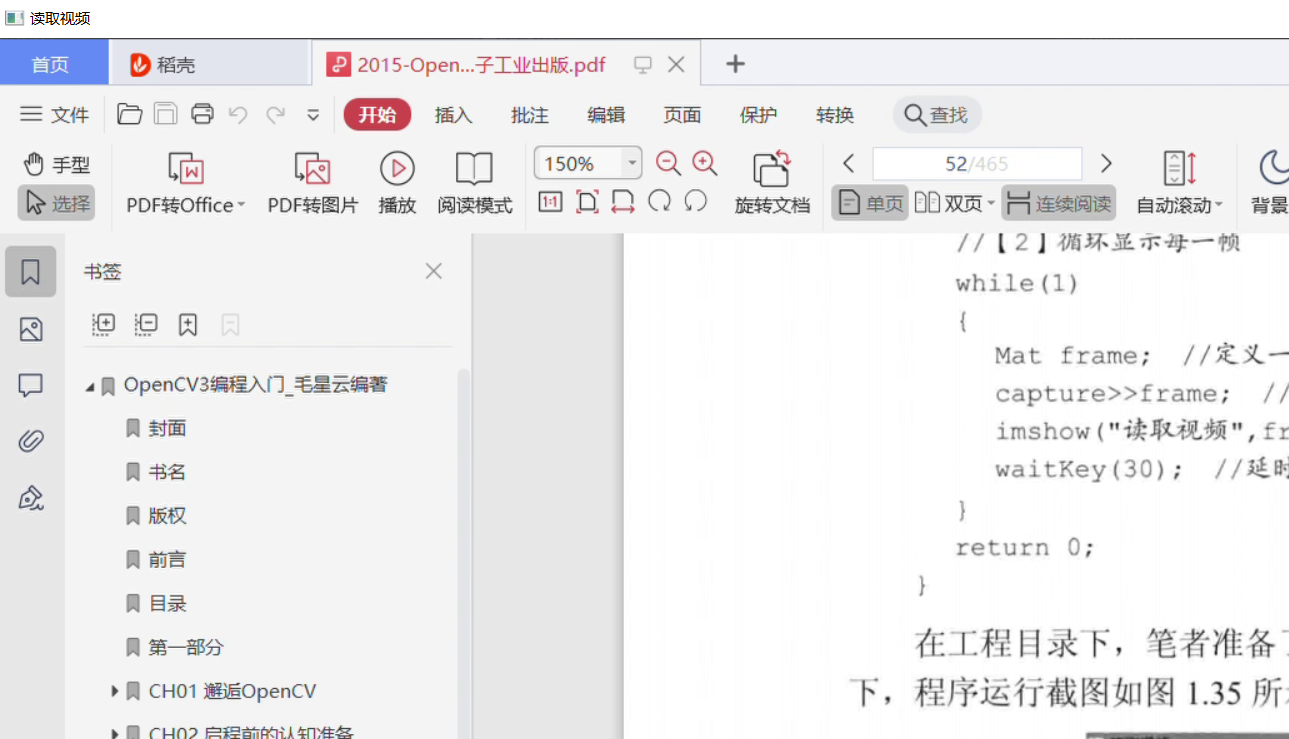 读取视频
首页 稻壳 2015-Open...子工业出版.pdf
文件 开始 插入 批注 编辑 页面 保护 转换 查找
手型 150% 52/465
选择 PDF转Office PDF转图片 播放 阅读模式 1:1 旋转文档 单页 双页 连续阅读 自动滚动 背景
书签
OpenCV3编程入门_毛星云编著
封面
书名
版权
前言
目录
第一部分
CH01 邂逅OpenCV
CH02 启程前的认知准备
//【2】循环显示每一帧
while(1)
{
Mat frame; //定义一
capture>>frame; //
imshow("读取视频",fr
waitKey(30); //延时
}
return 0;
}
在工程目录下，笔者准备了
下，程序运行截图如图 1.35 所